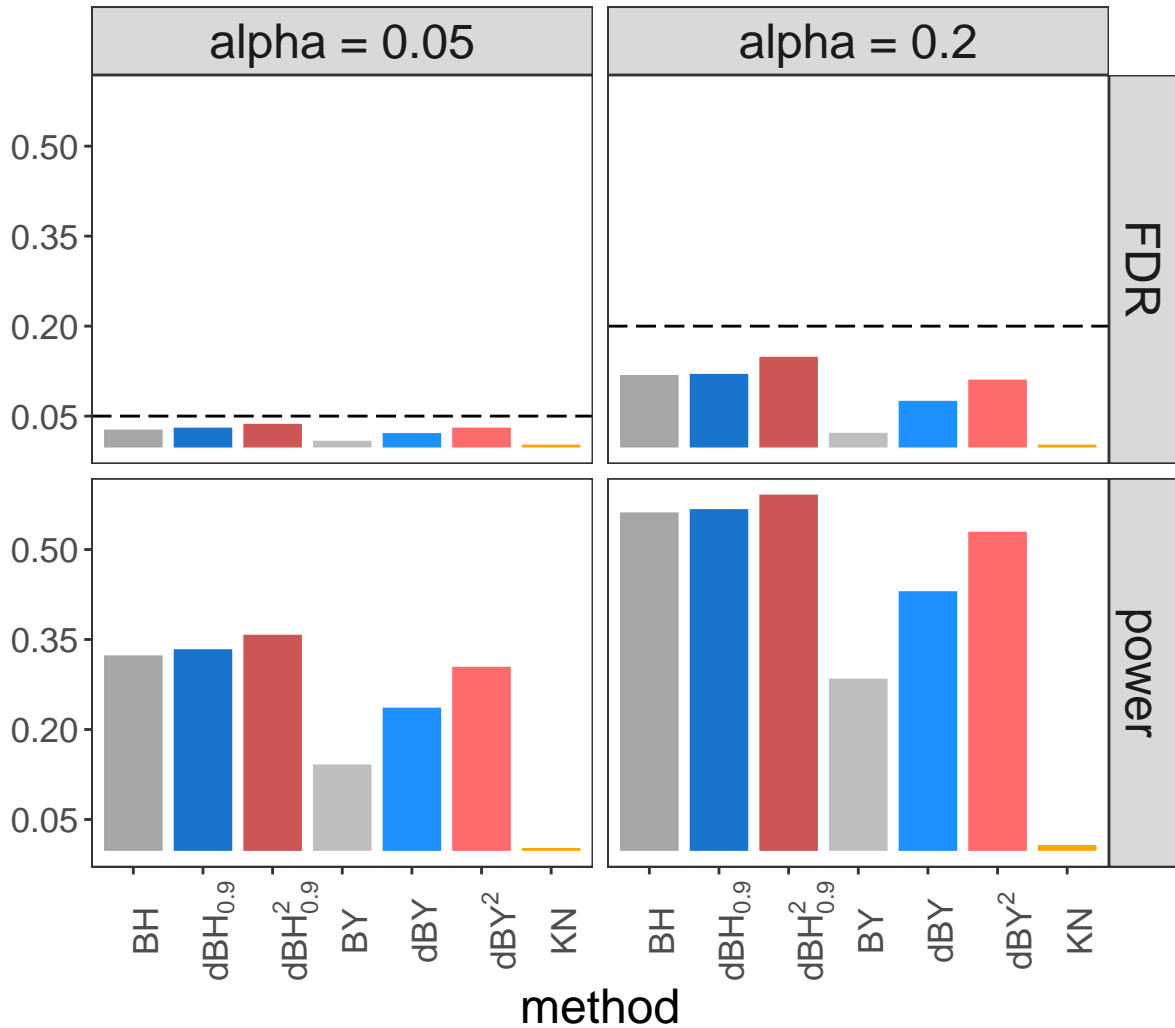 alpha = 0.05
alpha = 0.2
0.50
0.35
0.20
0.05
FDR
0.50
0.35
0.20
0.05
power
BH
dBH₀.₉
dBH²₀.₉
BY
dBY
dBY²
KN
BH
dBH₀.₉
dBH²₀.₉
BY
dBY
dBY²
KN
method